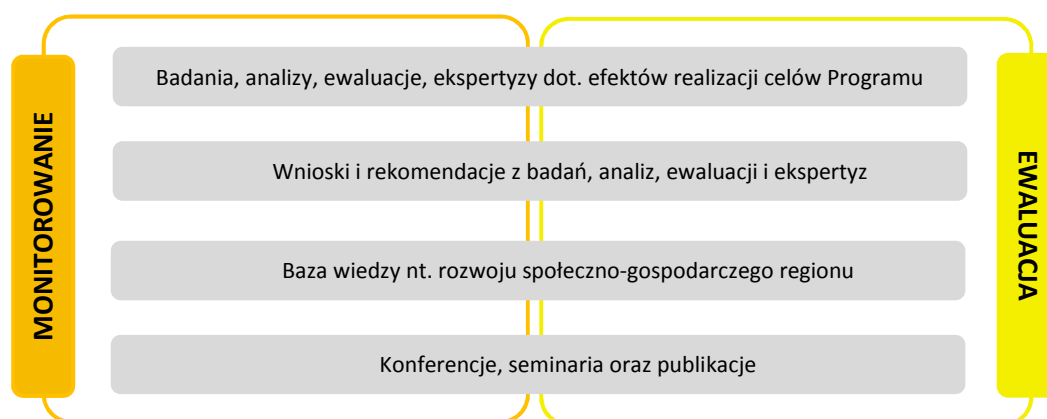 MONITOROWANIE
Badania, analizy, ewaluacje, ekspertyzy dot. efektów realizacji celów Programu
Wnioski i rekomendacje z badań, analiz, ewaluacji i ekspertyz
Baza wiedzy nt. rozwoju społeczno-gospodarczego regionu
Konferencje, seminaria oraz publikacje
EWALUACJA